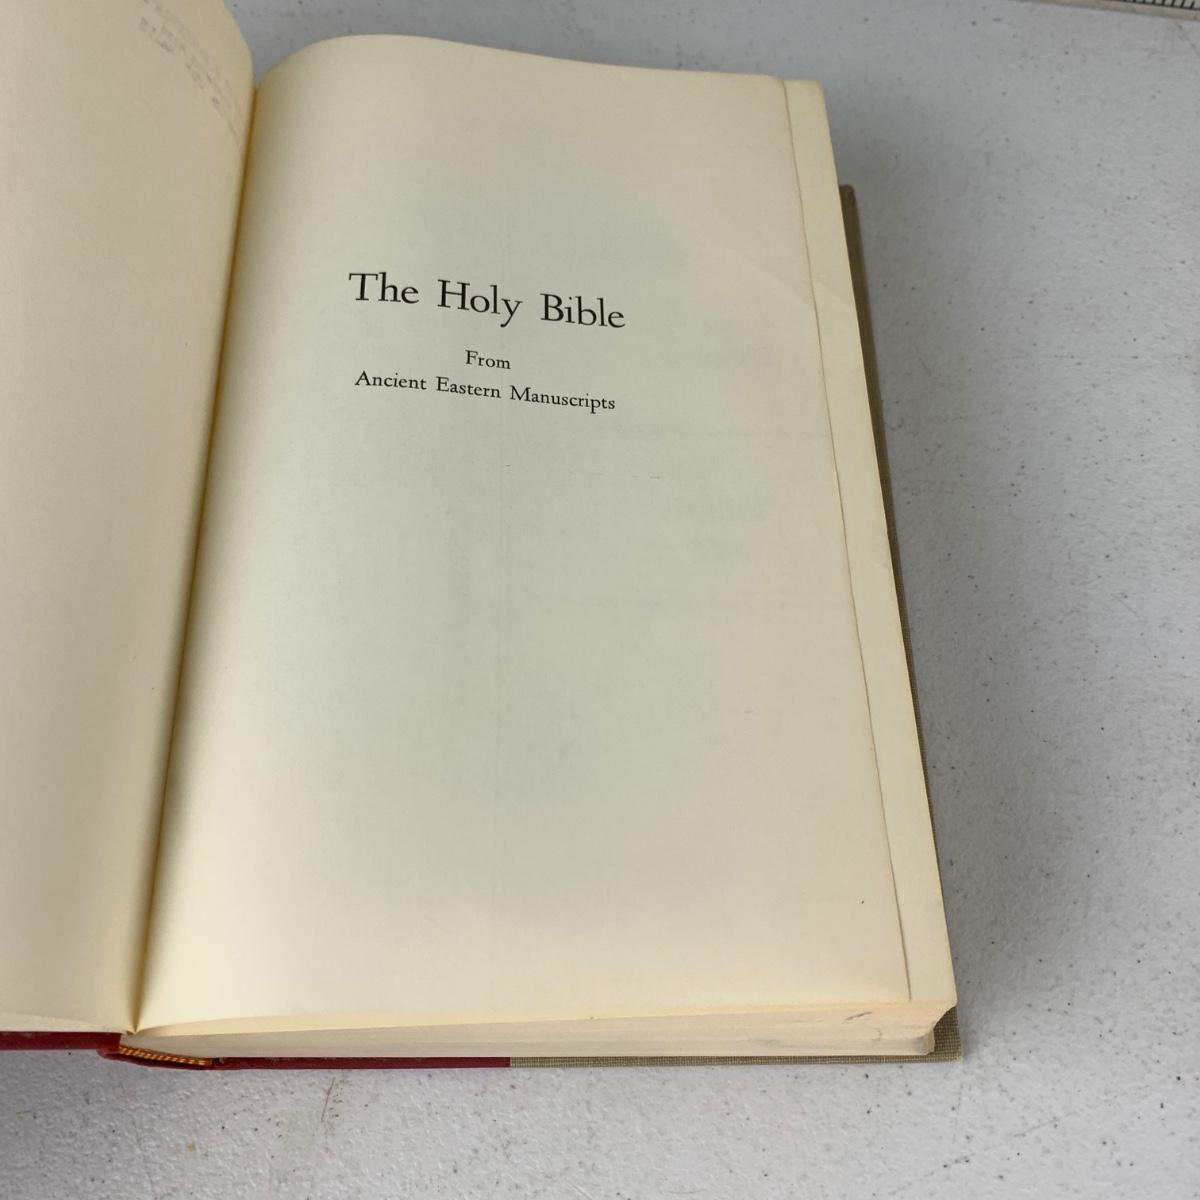 The Holy Bible
From
Ancient Eastern Manuscripts